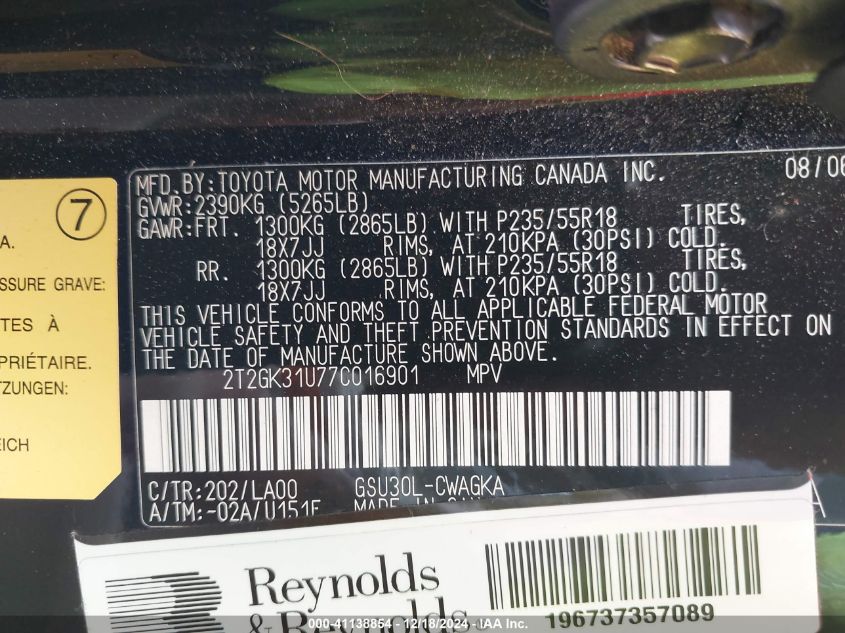 MFD. BY: TOYOTA MOTOR MANUFACTURING CANADA INC. 08/06
GVWR: 2390KG (5265LB)
GAWR: FRT. 1300KG (2865LB) WITH P235/55R18 TIRES,
18X7JJ RIMS, AT 210KPA (30PSI) COLD.
RR. 1300KG (2865LB) WITH P235/55R18 TIRES,
18X7JJ RIMS, AT 210KPA (30PSI) COLD.
THIS VEHICLE CONFORMS TO ALL APPLICABLE FEDERAL MOTOR
VEHICLE SAFETY AND THEFT PREVENTION STANDARDS IN EFFECT ON
THE DATE OF MANUFACTURE SHOWN ABOVE.
2T2GK31U77C016901 MPV
C/TR: 202/LA00 GSU30L-CWAGKA
A/TM: -02A/U151F MADE IN
A
7
A.
SSURE GRAVE:
TES À
PRIÉTAIRE.
TZUNGEN:
EICH
Reynolds
& Reynolds.
196737357089
000-41138854 - 12/18/2024 - IAA Inc.